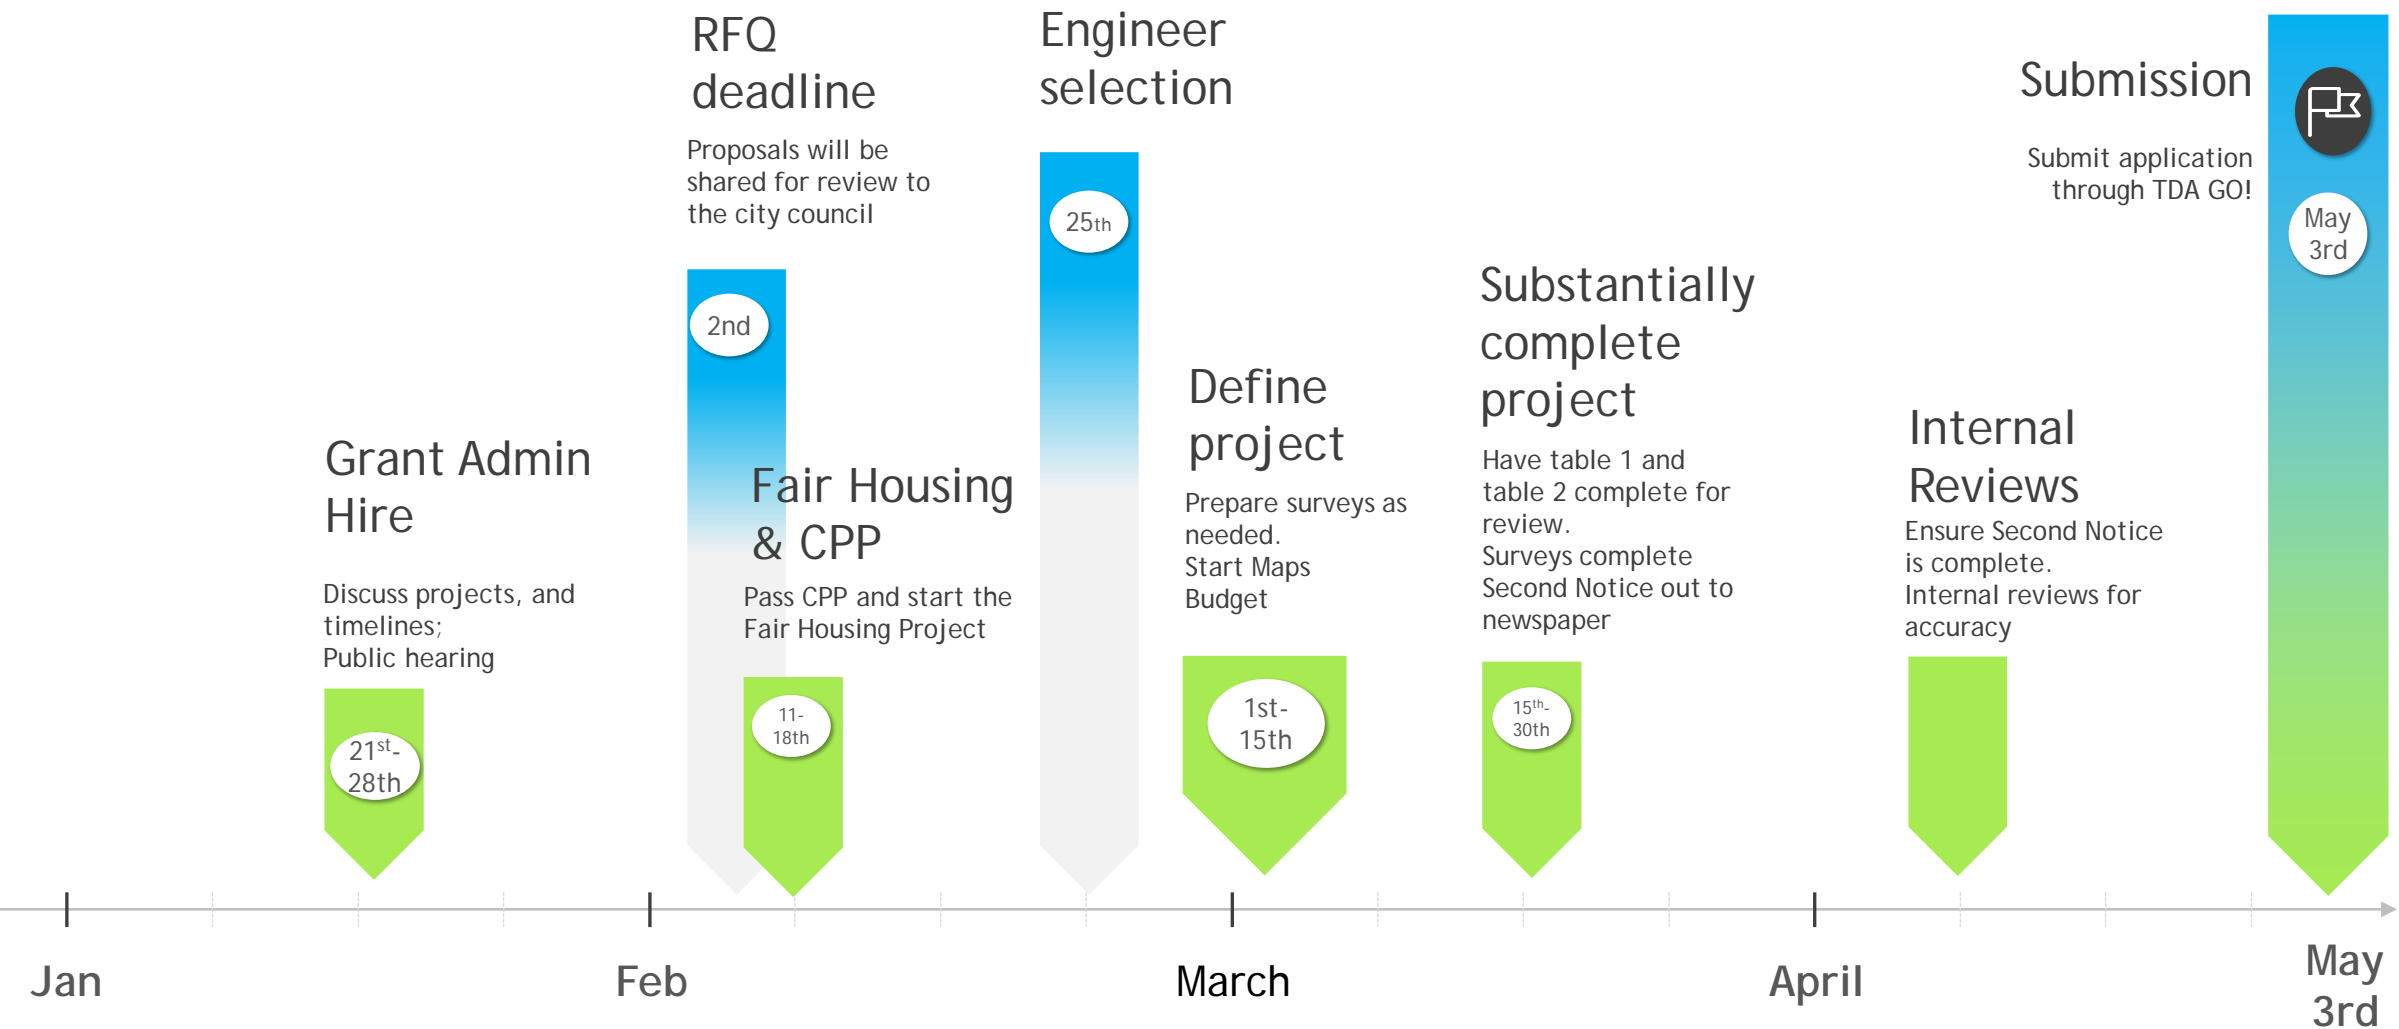 RFQ
deadline
Proposals will be
shared for review to
the city council
2nd
Engineer
selection
25th
Submission
Submit application
through TDA GO!
May
3rd
Grant Admin
Hire
Discuss projects, and
timelines;
Public hearing
21st-
28th
Fair Housing
& CPP
Pass CPP and start the
Fair Housing Project
11-
18th
Define
project
Prepare surveys as
needed.
Start Maps
Budget
1st-
15th
Substantially
complete
project
Have table 1 and
table 2 complete for
review.
Surveys complete
Second Notice out to
newspaper
15th-
30th
Internal
Reviews
Ensure Second Notice
is complete.
Internal reviews for
accuracy
Jan
Feb
March
April
May
3rd